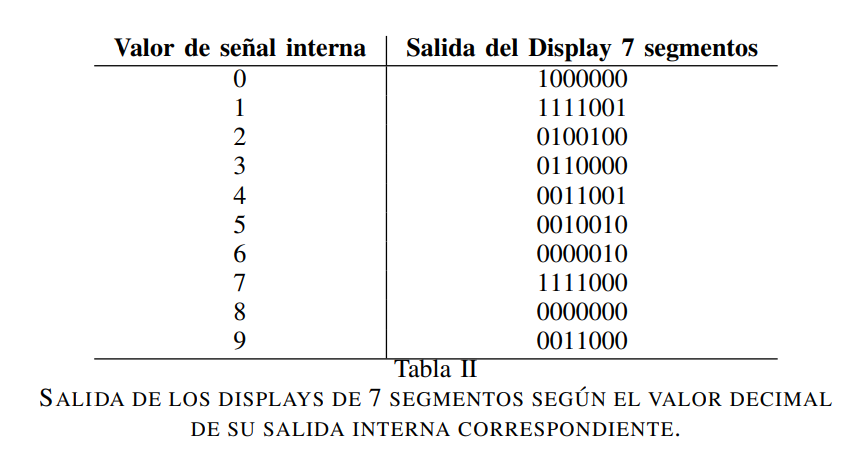 Valor de señal interna Salida del Display 7 segmentos
0 1000000
1 1111001
2 0100100
3 0110000
4 0011001
5 0010010
6 0000010
7 1111000
8 0000000
9 0011000
Tabla II
SALIDA DE LOS DISPLAYS DE 7 SEGMENTOS SEGÚN EL VALOR DECIMAL
DE SU SALIDA INTERNA CORRESPONDIENTE.